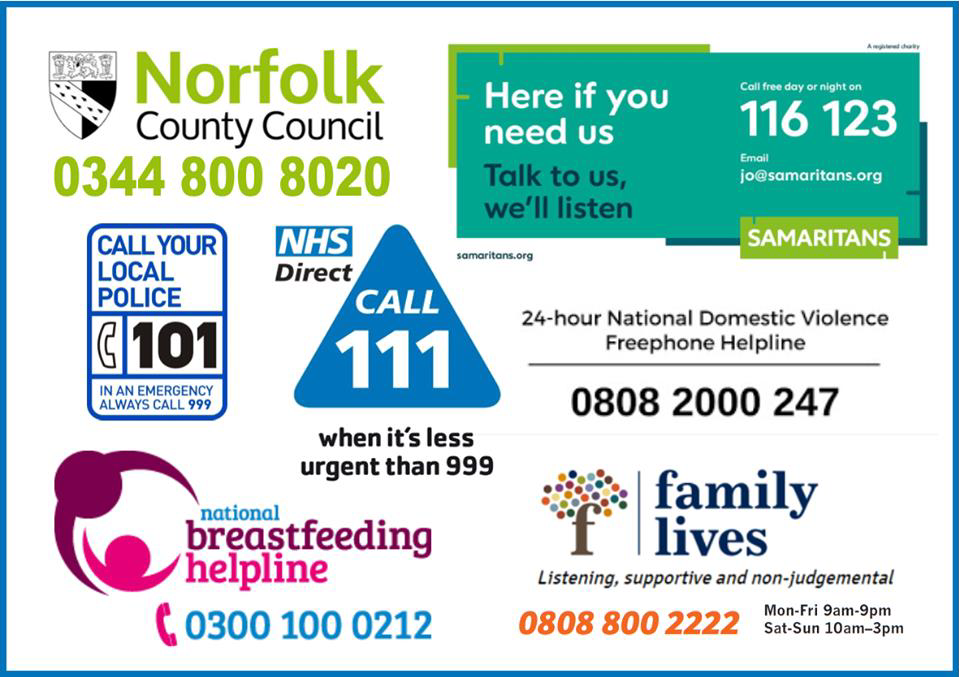 Norfolk
County Council
0344 800 8020
A registered charity
Here if you
need us
Talk to us,
we'll listen
Call free day or night on
116 123
Email
jo@samaritans.org
SAMARITANS
samaritans.org
CALL YOUR
LOCAL
POLICE
101
IN AN EMERGENCY
ALWAYS CALL 999
NHS
Direct
CALL
111
when it's less
urgent than 999
24-hour National Domestic Violence
Freephone Helpline
0808 2000 247
national
breastfeeding
helpline
0300 100 0212
f
family
lives
Listening, supportive and non-judgemental
0808 800 2222
Mon-Fri 9am-9pm
Sat-Sun 10am–3pm